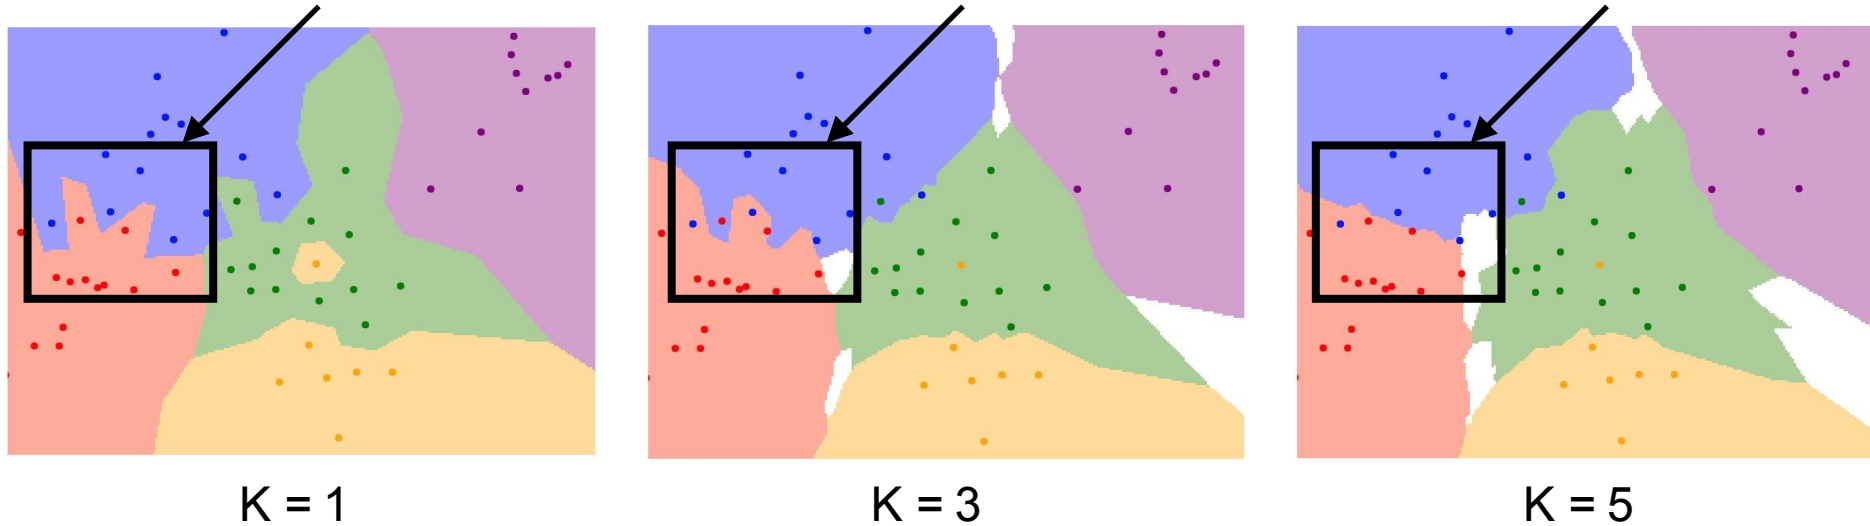 K = 1
K = 3
K = 5